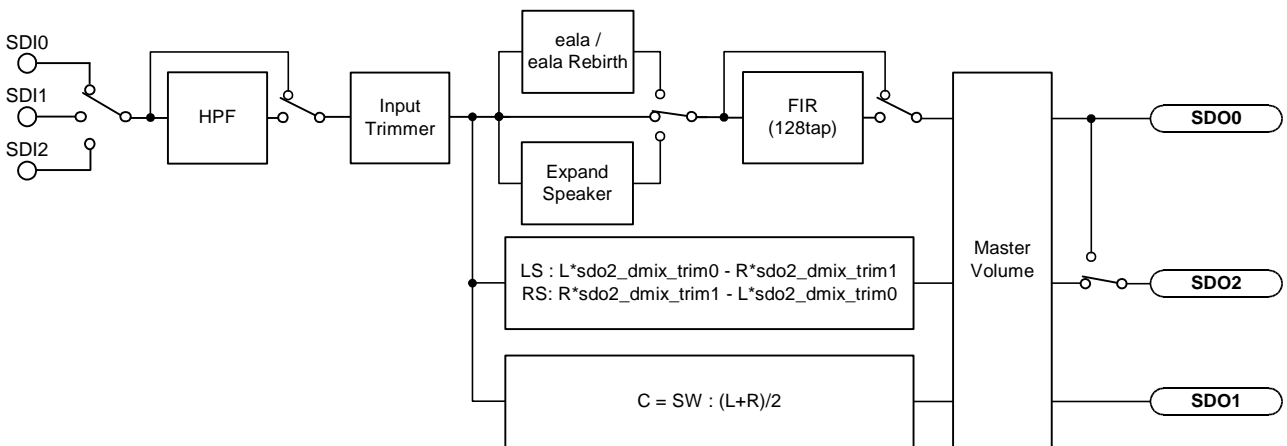 SDI0
SDI1
SDI2
HPF
Input
Trimmer
eala /
eala Rebirth
Expand
Speaker
FIR
(128tap)
LS : L*sdo2_dmix_trim0 - R*sdo2_dmix_trim1
RS: R*sdo2_dmix_trim1 - L*sdo2_dmix_trim0
C = SW : (L+R)/2
Master
Volume
SDO0
SDO2
SDO1